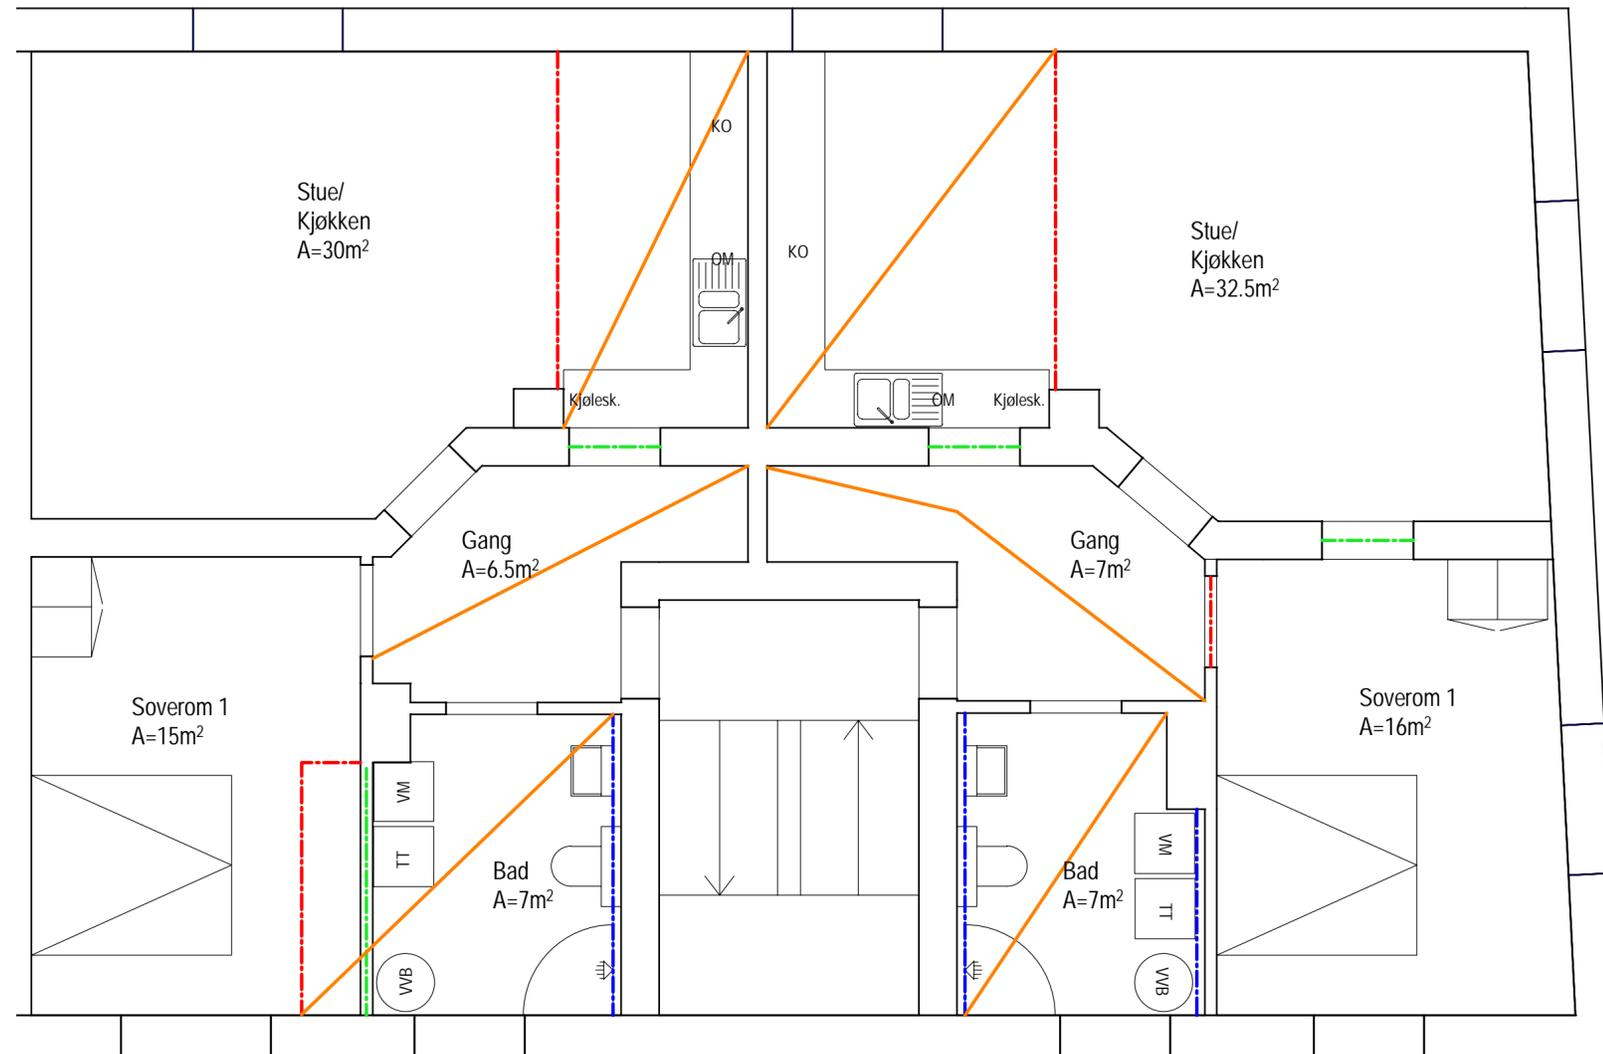 KO
Stue/
Kjøkken
A=30m²
OM
Kjølesk.
KO
Stue/
Kjøkken
A=32.5m²
OM
Kjølesk.
Gang
A=6.5m²
Gang
A=7m²
Soverom 1
A=15m²
Soverom 1
A=16m²
VM
TT
Bad
A=7m²
VVB
Bad
A=7m²
VM
TT
VVB